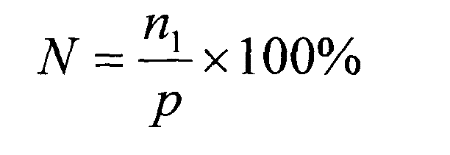 N = n₁/p × 100%